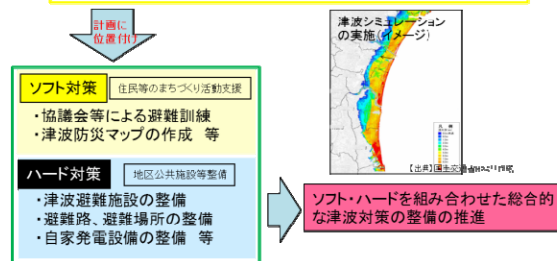 計画に
位置付け
津波シミュレーション
の実施(イメージ)
ソフト対策 住民等のまちづくり活動支援
・協議会等による避難訓練
・津波防災マップの作成 等
ハード対策 地区公共施設等整備
・津波避難施設の整備
・避難路、避難場所の整備
・自家発電設備の整備 等
【出典】国土交通省
ソフト・ハードを組み合わせた総合的
な津波対策の整備の推進